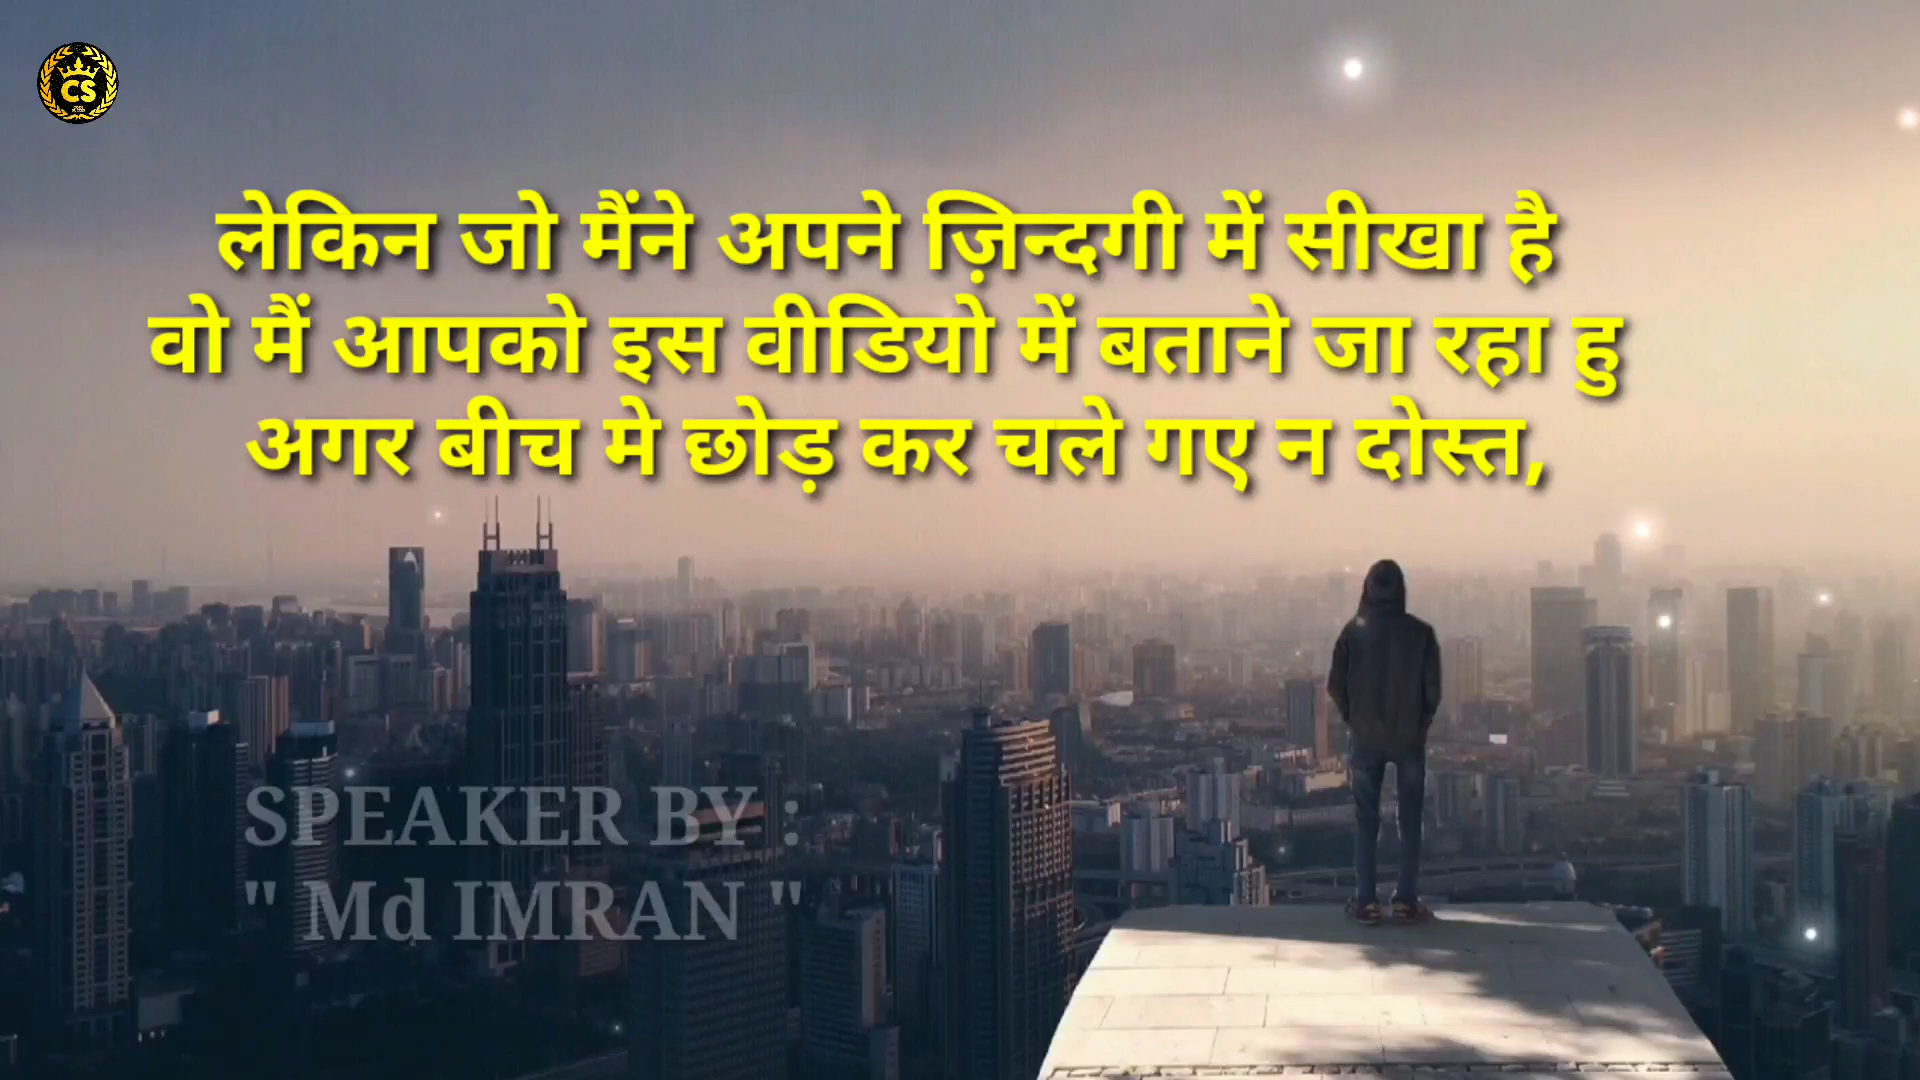 CS
लेकिन जो मैंने अपने ज़िन्दगी में सीखा है
वो मैं आपको इस वीडियो में बताने जा रहा हु
अगर बीच मे छोड़ कर चले गए न दोस्त,
SPEAKER BY :
" Md IMRAN "